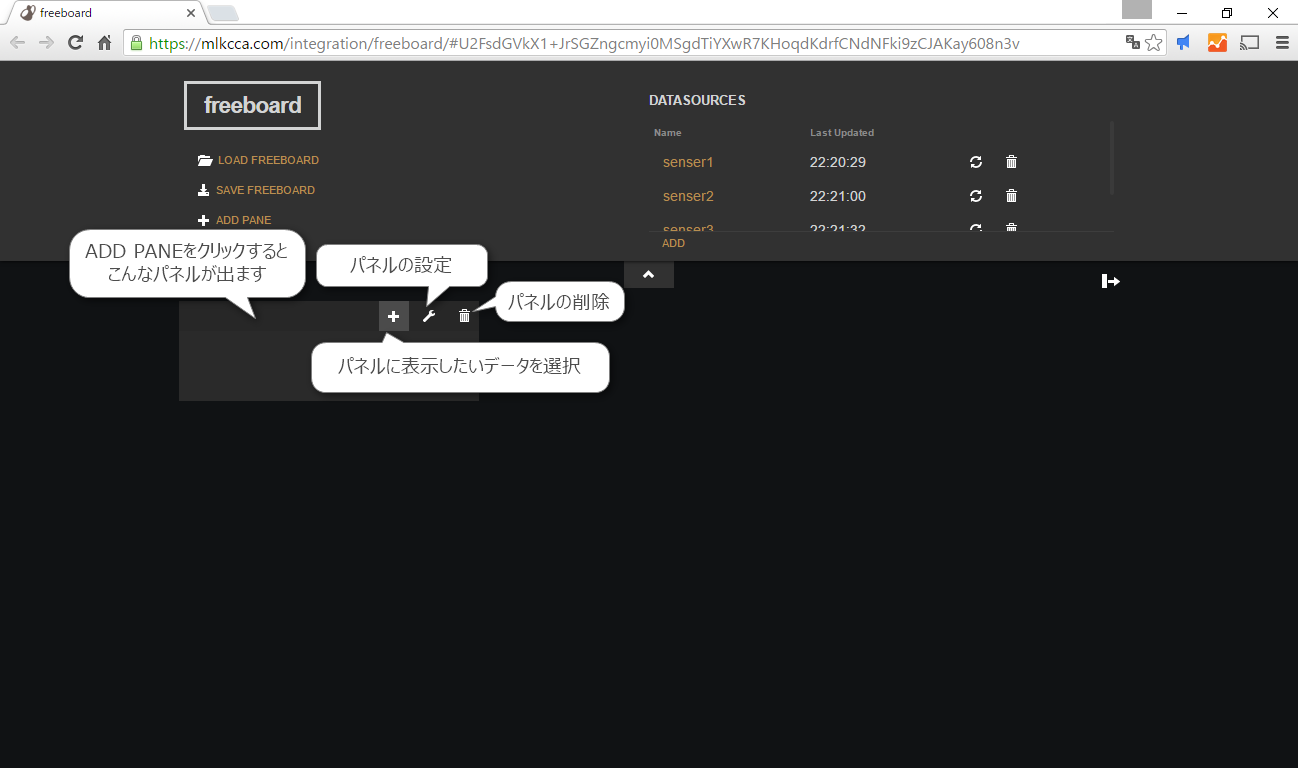 freeboard
https://mlkcca.com/integration/freeboard/#U2FsdGVkX1+JrSGZngcmyi0MSgdTiYXwR7KHoqdKdrfCNdNFki9zCJAKay608n3v
freeboard
LOAD FREEBOARD
SAVE FREEBOARD
ADD PANE
DATASOURCES
Name Last Updated
senser1 22:20:29
senser2 22:21:00
senser3 22:21:32
ADD
ADD PANEをクリックすると
こんなパネルが出ます
パネルの設定
パネルの削除
パネルに表示したいデータを選択